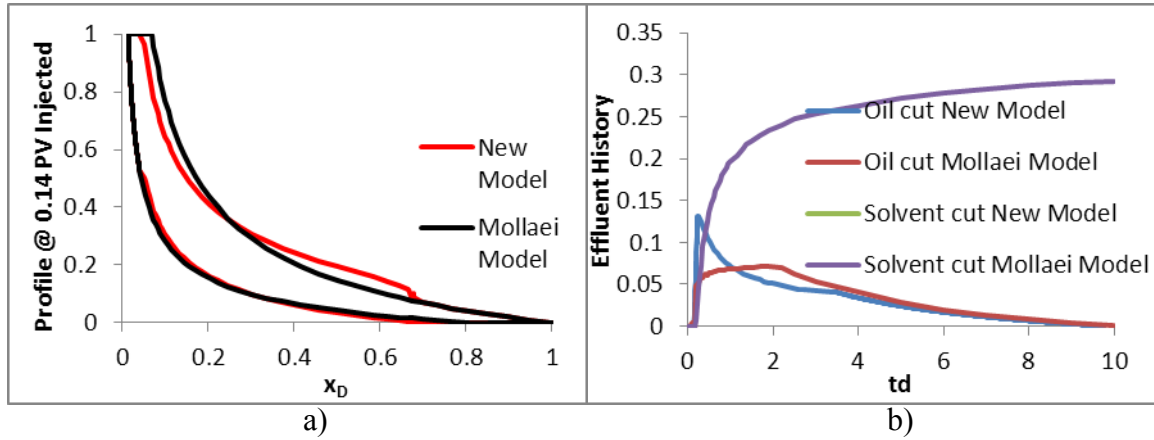 Profile @ 0.14 PV Injected
1
0.8
0.6
0.4
0.2
0
0
0.2
0.4
0.6
0.8
1
x_D
New
Model
Mollaei
Model
a)
Effluent History
0.35
0.3
0.25
0.2
0.15
0.1
0.05
0
0
2
4
6
8
10
td
Oil cut New Model
Oil cut Mollaei Model
Solvent cut New Model
Solvent cut Mollaei Model
b)